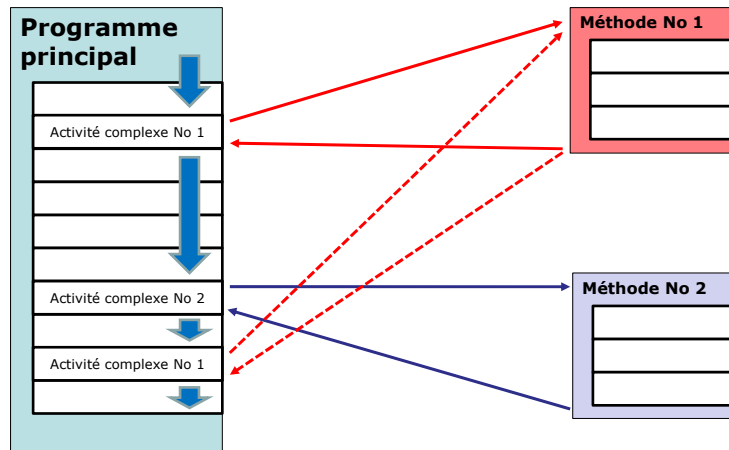 Programme
principal
Activité complexe No 1
Activité complexe No 2
Activité complexe No 1
Méthode No 1
Méthode No 2